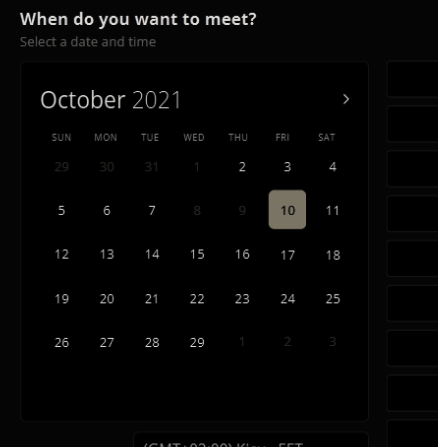 When do you want to meet?
Select a date and time
October 2021
SUN MON TUE WED THU FRI SAT
29 30 31 1 2 3 4
5 6 7 8 9 10 11
12 13 14 15 16 17 18
19 20 21 22 23 24 25
26 27 28 29 1 2 3
(GMT+02:00) Kiev - EET